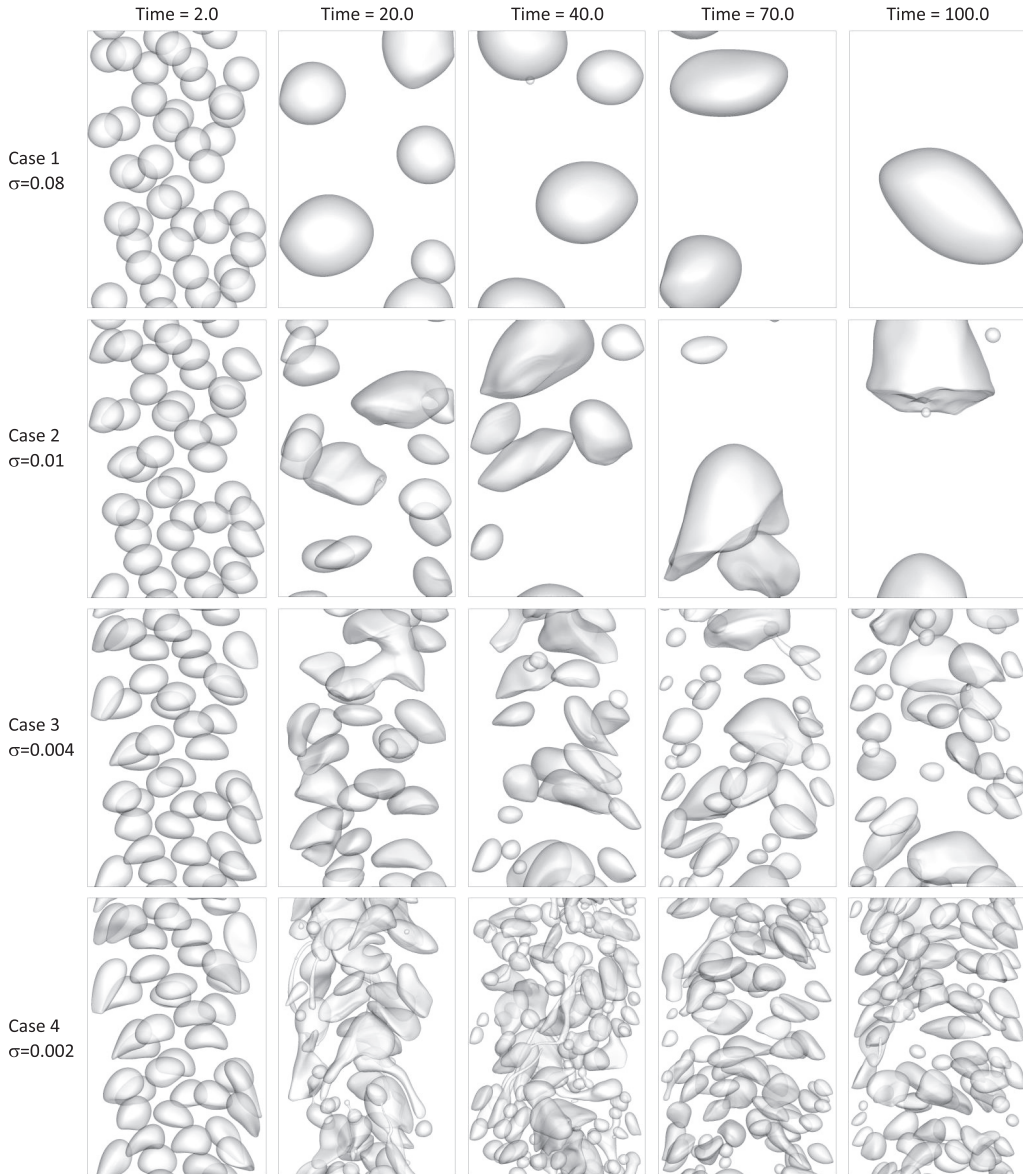 Time = 2.0
Time = 20.0
Time = 40.0
Time = 70.0
Time = 100.0
Case 1
σ=0.08
Case 2
σ=0.01
Case 3
σ=0.004
Case 4
σ=0.002